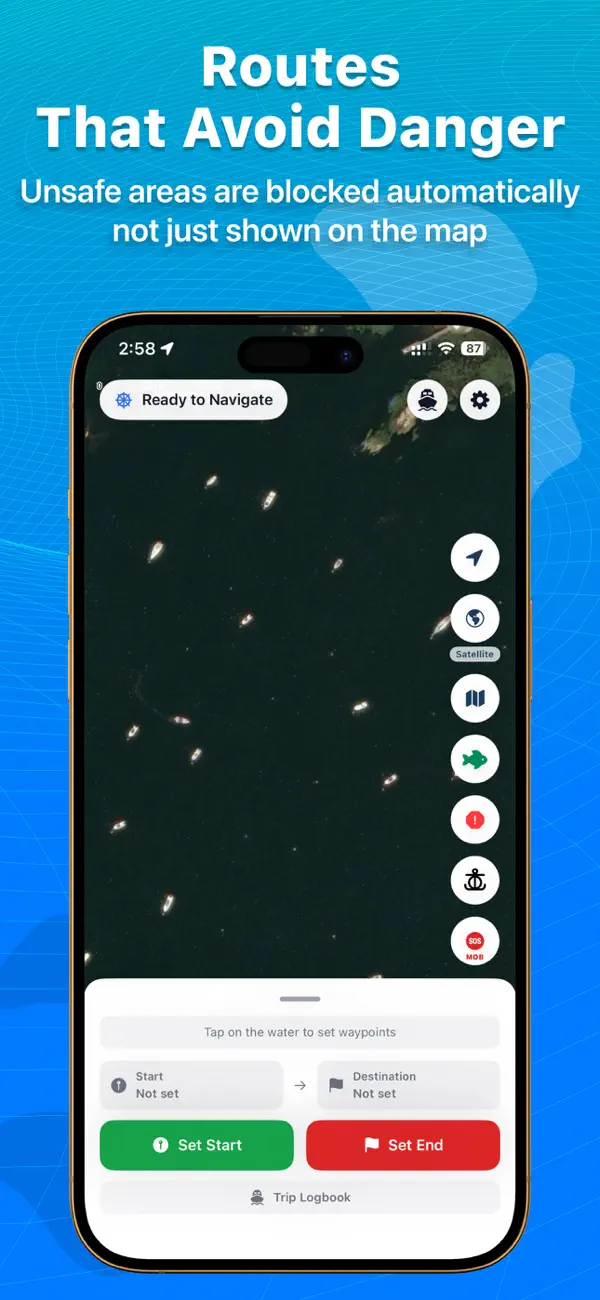 Routes
That Avoid Danger
Unsafe areas are blocked automatically
not just shown on the map
2:58
87
0
Ready to Navigate
Satellite
SOS
MOB
Tap on the water to set waypoints
Start
Not set
→
Destination
Not set
Set Start
Set End
Trip Logbook